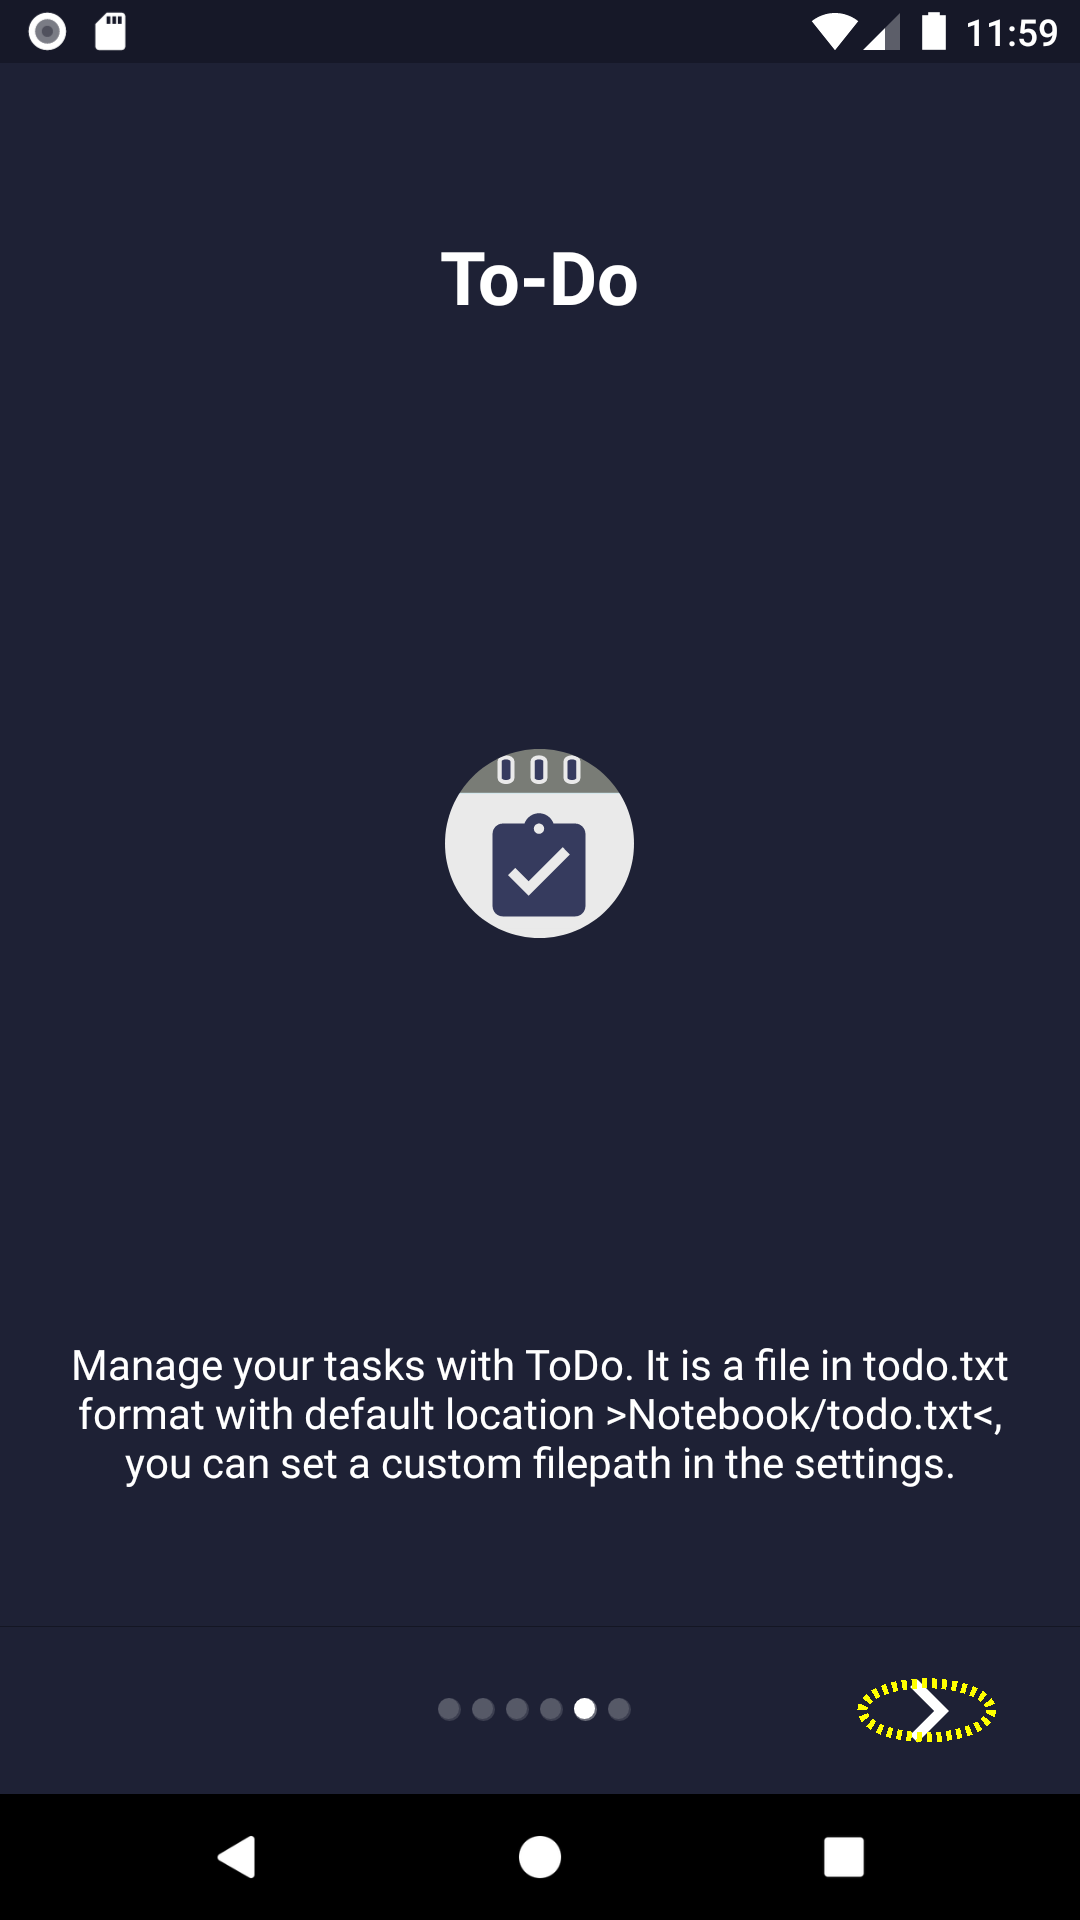 11:59
To-Do
Manage your tasks with ToDo. It is a file in todo.txt
format with default location >Notebook/todo.txt<,
you can set a custom filepath in the settings.